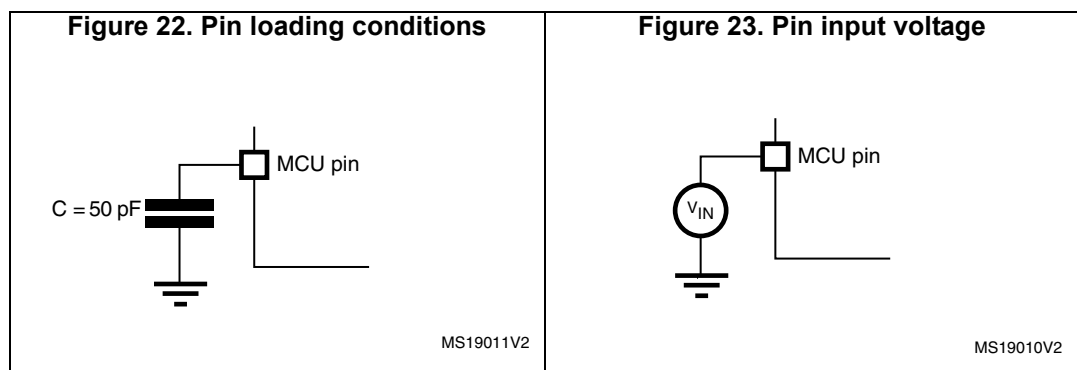 Figure 22. Pin loading conditions
MCU pin
C = 50 pF
MS19011V2
Figure 23. Pin input voltage
MCU pin
VIN
MS19010V2